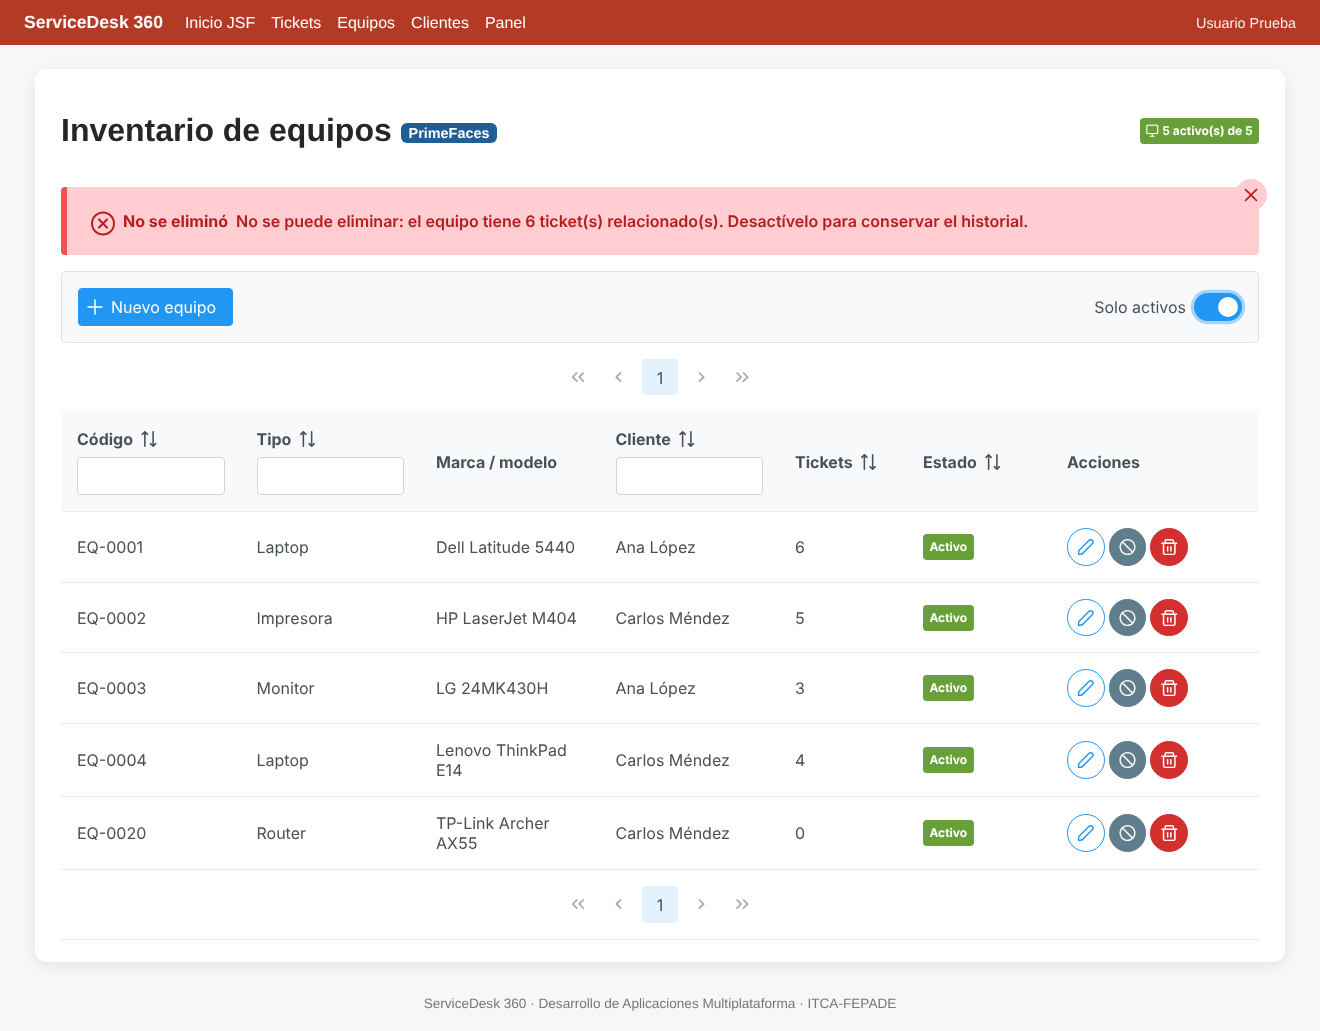 ServiceDesk 360 Inicio JSF Tickets Equipos Clientes Panel Usuario Prueba
Inventario de equipos PrimeFaces 5 activo(s) de 5
No se eliminó No se puede eliminar: el equipo tiene 6 ticket(s) relacionado(s). Desactívelo para conservar el historial.
Nuevo equipo Solo activos
1
Código Tipo Marca / modelo Cliente Tickets Estado Acciones
EQ-0001 Laptop Dell Latitude 5440 Ana López 6 Activo
EQ-0002 Impresora HP LaserJet M404 Carlos Méndez 5 Activo
EQ-0003 Monitor LG 24MK430H Ana López 3 Activo
EQ-0004 Laptop Lenovo ThinkPad E14 Carlos Méndez 4 Activo
EQ-0020 Router TP-Link Archer AX55 Carlos Méndez 0 Activo
1
ServiceDesk 360 · Desarrollo de Aplicaciones Multiplataforma · ITCA-FEPADE